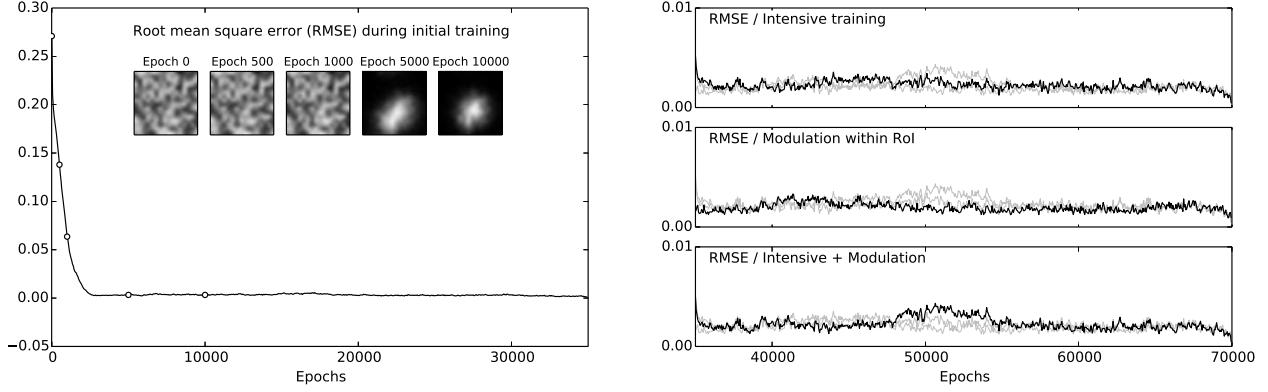 0.30
0.25
0.20
0.15
0.10
0.05
0.00
−0.05
Root mean square error (RMSE) during initial training
Epoch 0 Epoch 500 Epoch 1000 Epoch 5000 Epoch 10000
0 10000 20000 30000
Epochs
0.01
RMSE / Intensive training
0.00
0.01
RMSE / Modulation within RoI
0.00
0.01
RMSE / Intensive + Modulation
0.00
40000 50000 60000 70000
Epochs